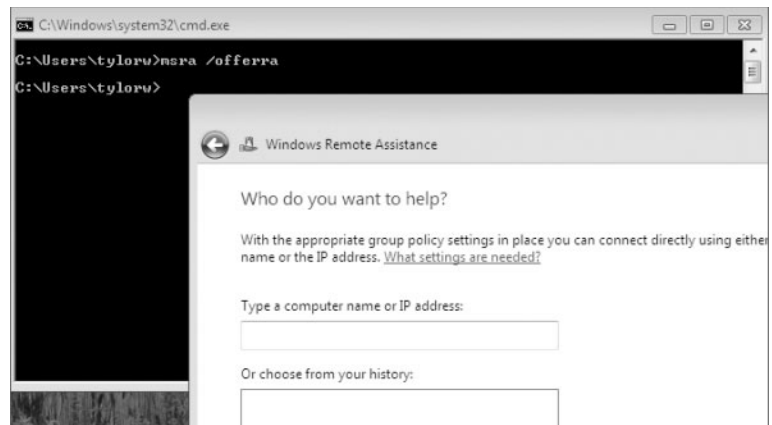 C:\Windows\system32\cmd.exe
C:\Users\tylorw>msra /offerra
C:\Users\tylorw>
Windows Remote Assistance
Who do you want to help?
With the appropriate group policy settings in place you can connect directly using either
name or the IP address. What settings are needed?
Type a computer name or IP address:
Or choose from your history: